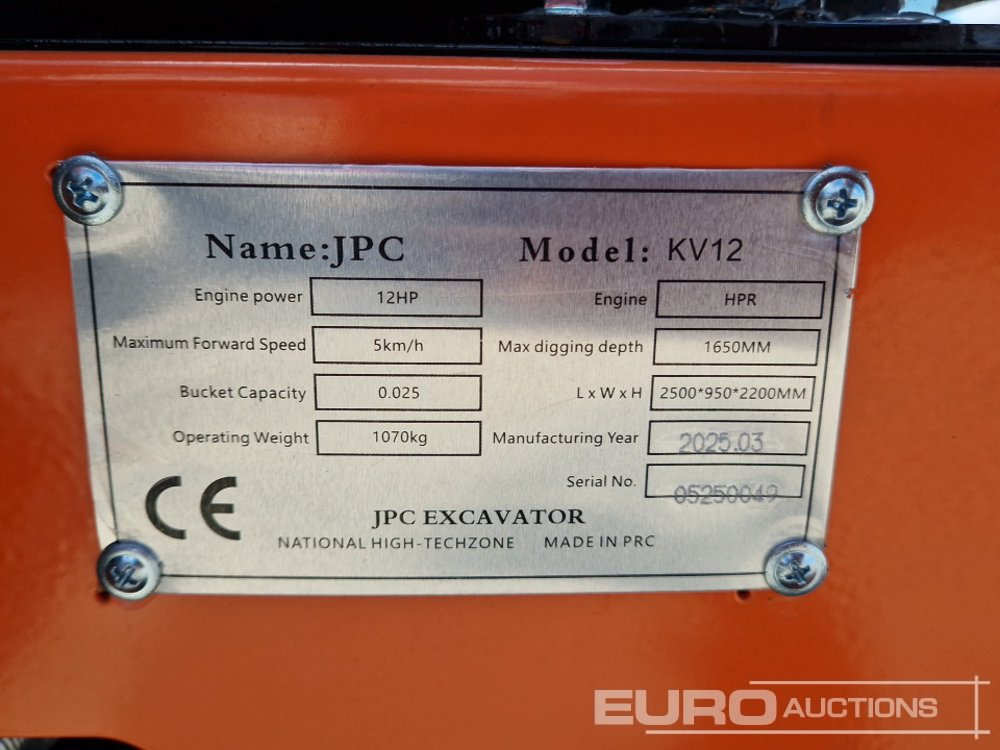 Name:JPC Model: KV12
Engine power 12HP Engine HPR
Maximum Forward Speed 5km/h Max digging depth 1650MM
Bucket Capacity 0.025 L x W x H 2500*950*2200MM
Operating Weight 1070kg Manufacturing Year 2025.03
Serial No. 05250049
CE
JPC EXCAVATOR
NATIONAL HIGH-TECHZONE MADE IN PRC
EURO AUCTIONS